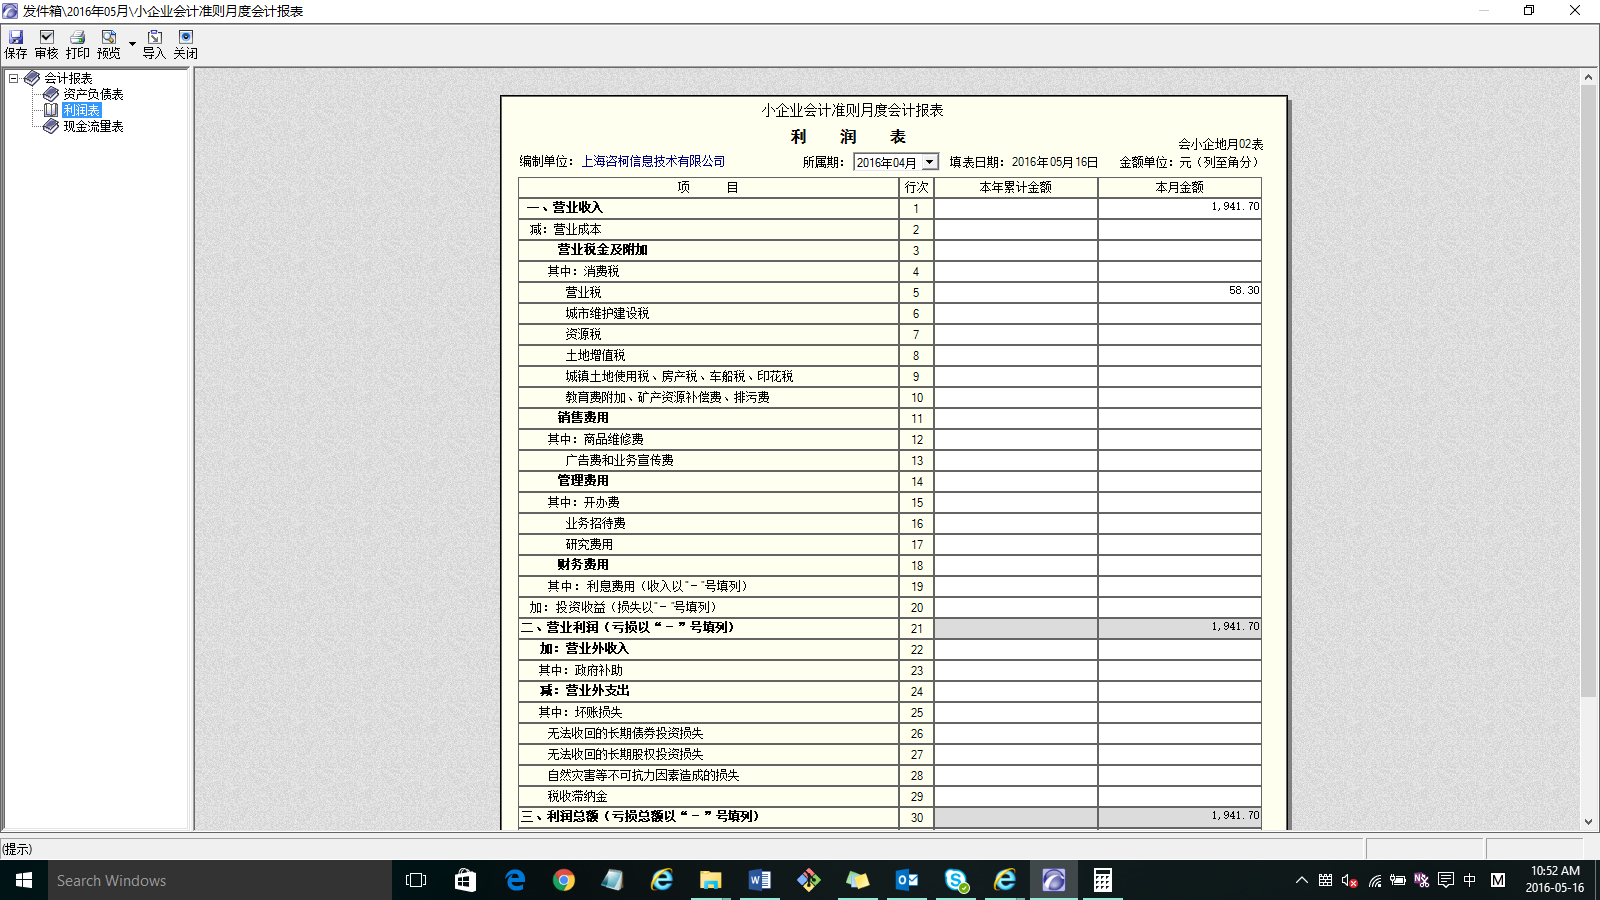 发件箱\2016年05月\小企业会计准则月度会计报表
保存 审核 打印 预览 导入 关闭
会计报表
资产负债表
利润表
现金流量表
小企业会计准则月度会计报表
利 润 表
会小企地月02表
编制单位：上海咨柯信息技术有限公司 所属期：2016年04月 填表日期：2016年05月16日 金额单位：元（列至角分）
项 目 行次 本年累计金额 本月金额
一、营业收入 1 1,941.70
减：营业成本 2
营业税金及附加 3
其中：消费税 4
营业税 5 58.30
城市维护建设税 6
资源税 7
土地增值税 8
城镇土地使用税、房产税、车船税、印花税 9
教育费附加、矿产资源补偿费、排污费 10
销售费用 11
其中：商品维修费 12
广告费和业务宣传费 13
管理费用 14
其中：开办费 15
业务招待费 16
研究费用 17
财务费用 18
其中：利息费用（收入以"－"号填列） 19
加：投资收益（损失以"－"号填列） 20
二、营业利润（亏损以“－”号填列） 21 1,941.70
加：营业外收入 22
其中：政府补助 23
减：营业外支出 24
其中：坏账损失 25
无法收回的长期债券投资损失 26
无法收回的长期股权投资损失 27
自然灾害等不可抗力因素造成的损失 28
税收滞纳金 29
三、利润总额（亏损总额以“－”号填列） 30 1,941.70
(提示)
Search Windows
中 M
10:52 AM
2016-05-16